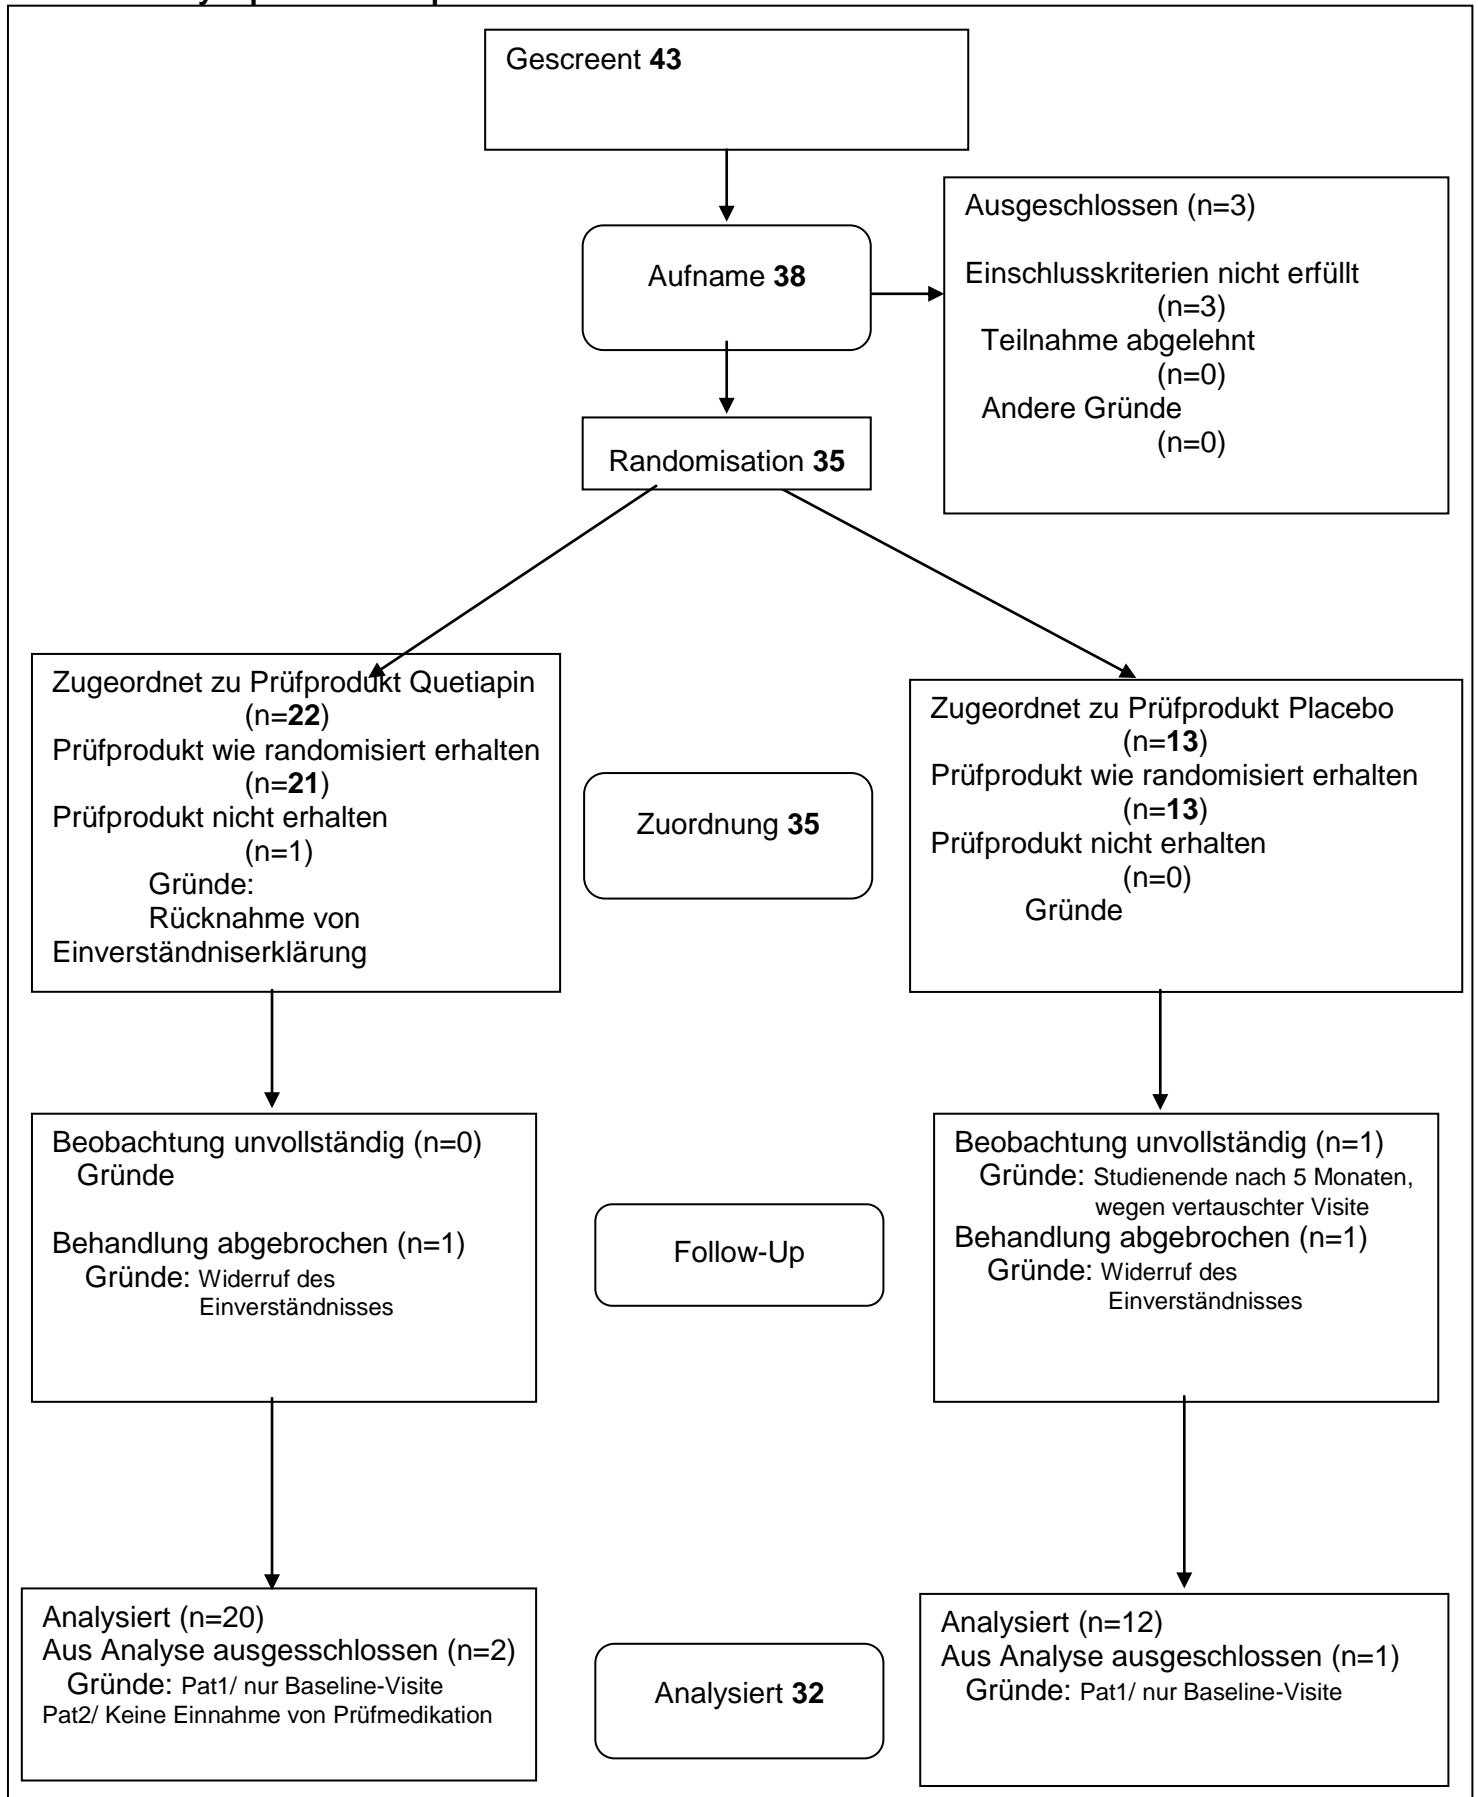 Gescreent 43
Ausgeschlossen (n=3)
Einschlusskriterien nicht erfüllt
(n=3)
Teilnahme abgelehnt
(n=0)
Andere Gründe
(n=0)
Aufname 38
Randomisation 35
Zugeordnet zu Prüfprodukt Quetiapin
(n=22)
Prüfprodukt wie randomisiert erhalten
(n=21)
Prüfprodukt nicht erhalten
(n=1)
Gründe:
Rücknahme von
Einverständniserklärung
Zuordnung 35
Zugeordnet zu Prüfprodukt Placebo
(n=13)
Prüfprodukt wie randomisiert erhalten
(n=13)
Prüfprodukt nicht erhalten
(n=0)
Gründe
Beobachtung unvollständig (n=0)
Gründe
Behandlung abgebrochen (n=1)
Gründe: Widerruf des
Einverständnisses
Follow-Up
Beobachtung unvollständig (n=1)
Gründe: Studienende nach 5 Monaten,
wegen vertauschter Visite
Behandlung abgebrochen (n=1)
Gründe: Widerruf des
Einverständnisses
Analysiert (n=20)
Aus Analyse ausgesschlossen (n=2)
Gründe: Pat1/ nur Baseline-Visite
Pat2/ Keine Einnahme von Prüfmedikation
Analysiert 32
Analysiert (n=12)
Aus Analyse ausgeschlossen (n=1)
Gründe: Pat1/ nur Baseline-Visite